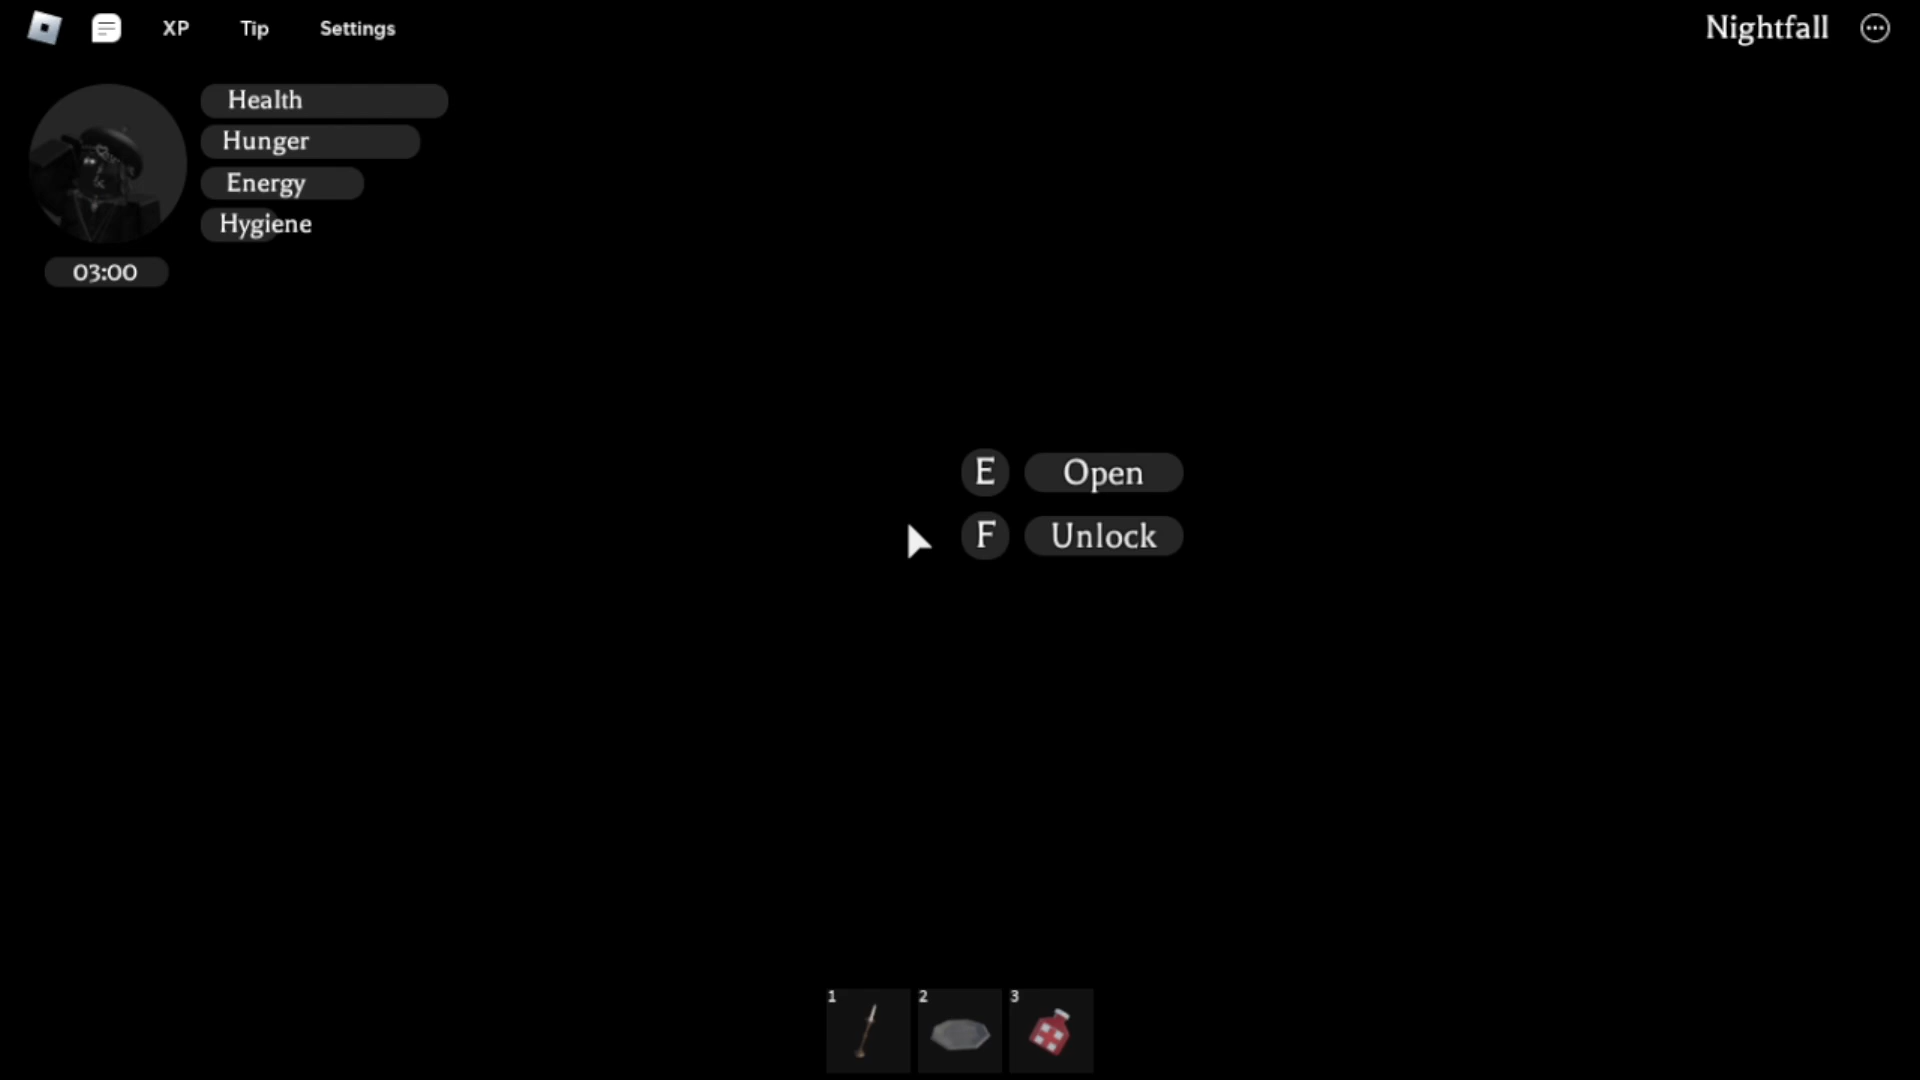 XP Tip Settings Nightfall
Health
Hunger
Energy
Hygiene
03:00
E Open
F Unlock
1 2 3